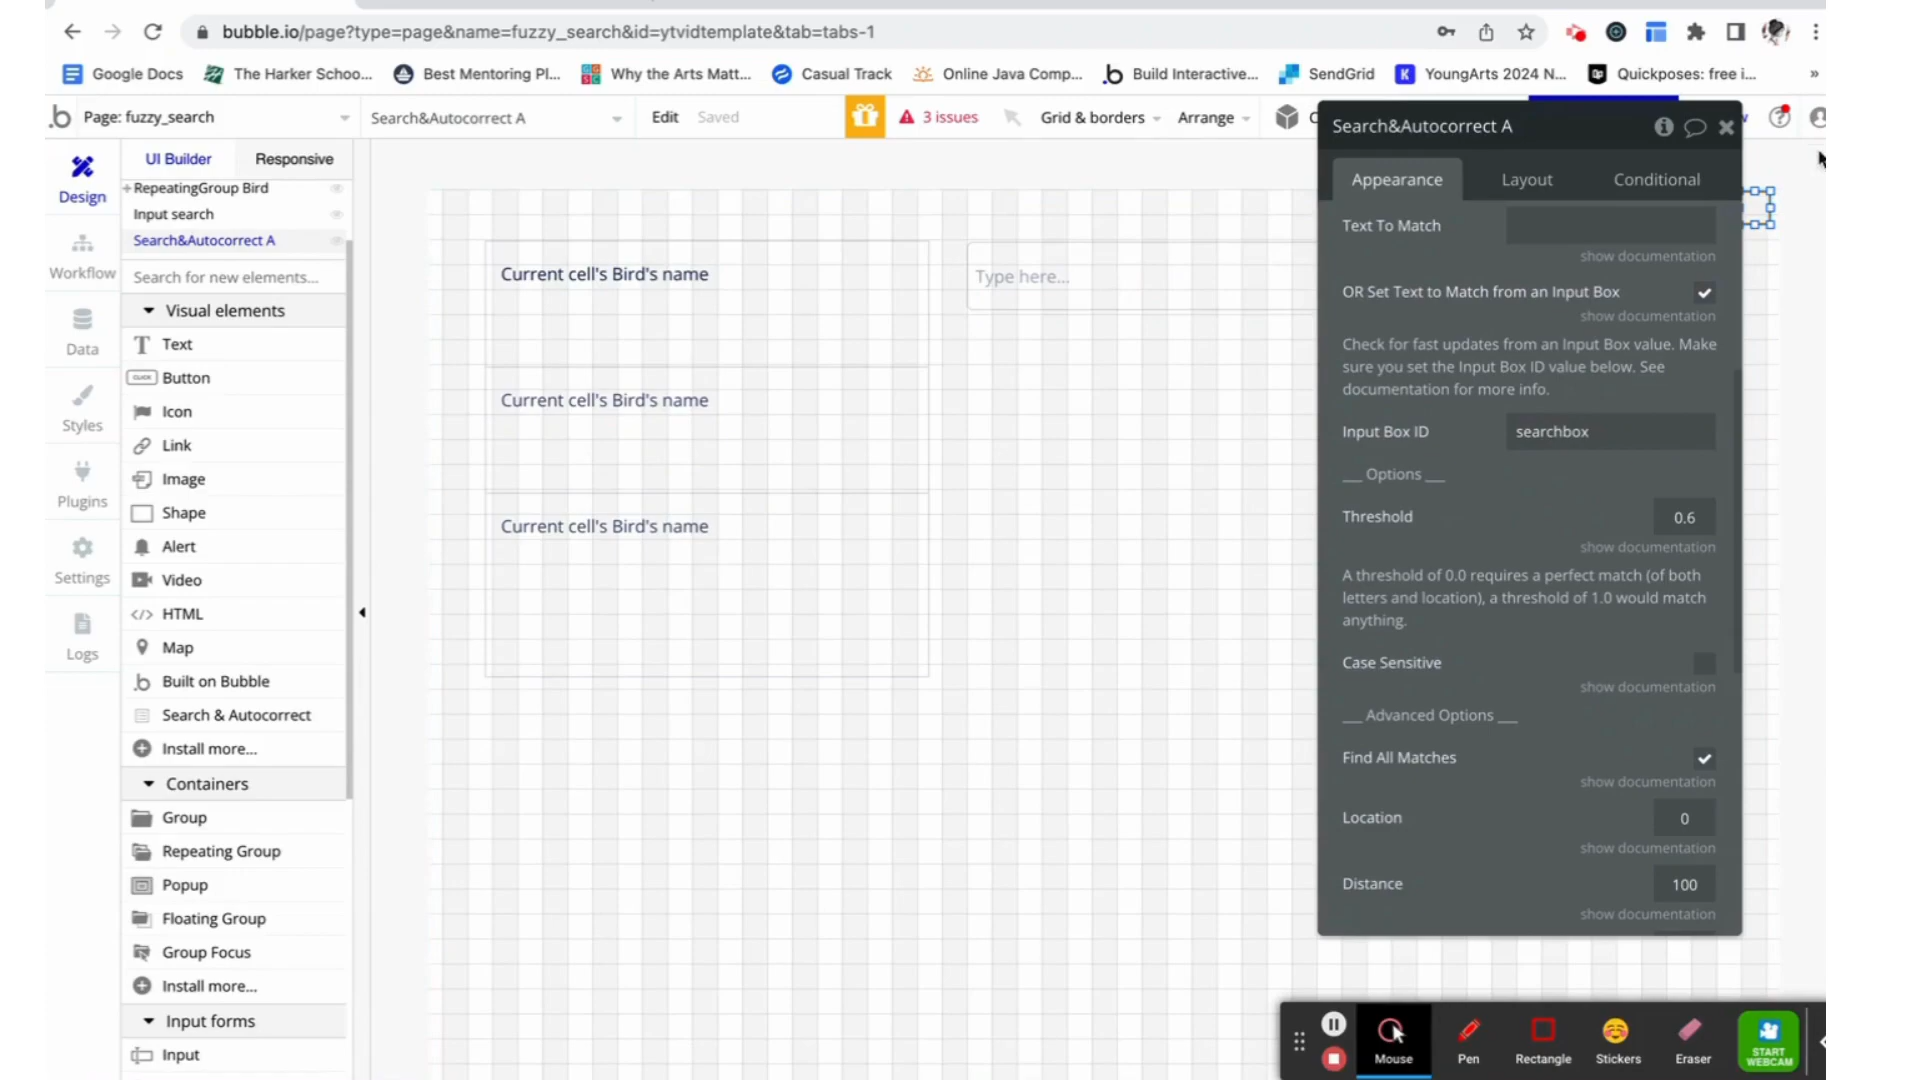 bubble.io/page?type=page&name=fuzzy_search&id=ytvidtemplate&tab=tabs-1
Google Docs
The Harker Schoo...
Best Mentoring Pl...
Why the Arts Matt...
Casual Track
Online Java Comp...
Build Interactive...
SendGrid
YoungArts 2024 N...
Quickposes: free i...
»
Page: fuzzy_search
Search&Autocorrect A
Edit
Saved
3 issues
Grid & borders
Arrange
Design
Workflow
Data
Styles
Plugins
Settings
Logs
UI Builder
Responsive
RepeatingGroup Bird
Input search
Search&Autocorrect A
Search for new elements...
Visual elements
Text
Button
Icon
Link
Image
Shape
Alert
Video
HTML
Map
Built on Bubble
Search & Autocorrect
Install more...
Containers
Group
Repeating Group
Popup
Floating Group
Group Focus
Install more...
Input forms
Input
Current cell's Bird's name
Current cell's Bird's name
Current cell's Bird's name
Type here...
Search&Autocorrect A
Appearance
Layout
Conditional
Text To Match
show documentation
OR Set Text to Match from an Input Box
show documentation
Check for fast updates from an Input Box value. Make
sure you set the Input Box ID value below. See
documentation for more info.
Input Box ID
searchbox
___ Options ___
Threshold
0.6
show documentation
A threshold of 0.0 requires a perfect match (of both
letters and location), a threshold of 1.0 would match
anything.
Case Sensitive
show documentation
___ Advanced Options ___
Find All Matches
show documentation
Location
0
show documentation
Distance
100
show documentation
Mouse
Pen
Rectangle
Stickers
Eraser
START
WEBCAM